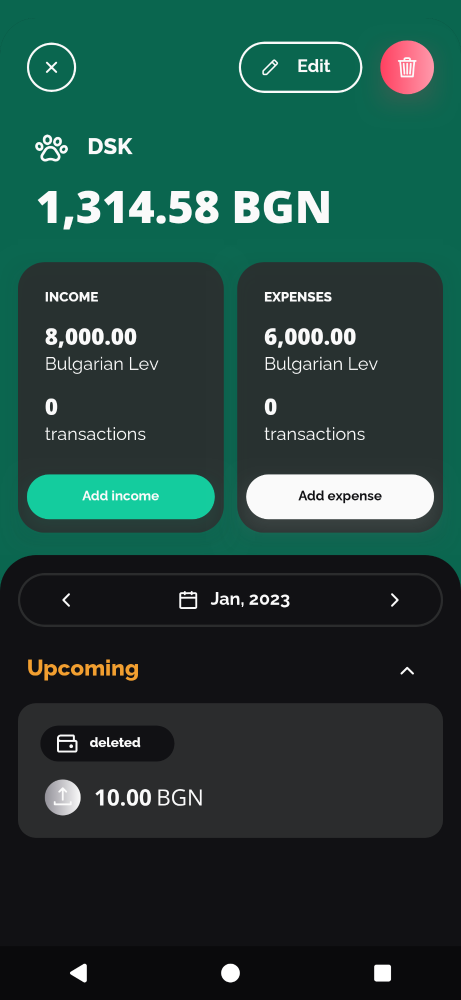 Edit
DSK
1,314.58 BGN
INCOME
8,000.00
Bulgarian Lev
0
transactions
Add income
EXPENSES
6,000.00
Bulgarian Lev
0
transactions
Add expense
Jan, 2023
Upcoming
deleted
10.00 BGN